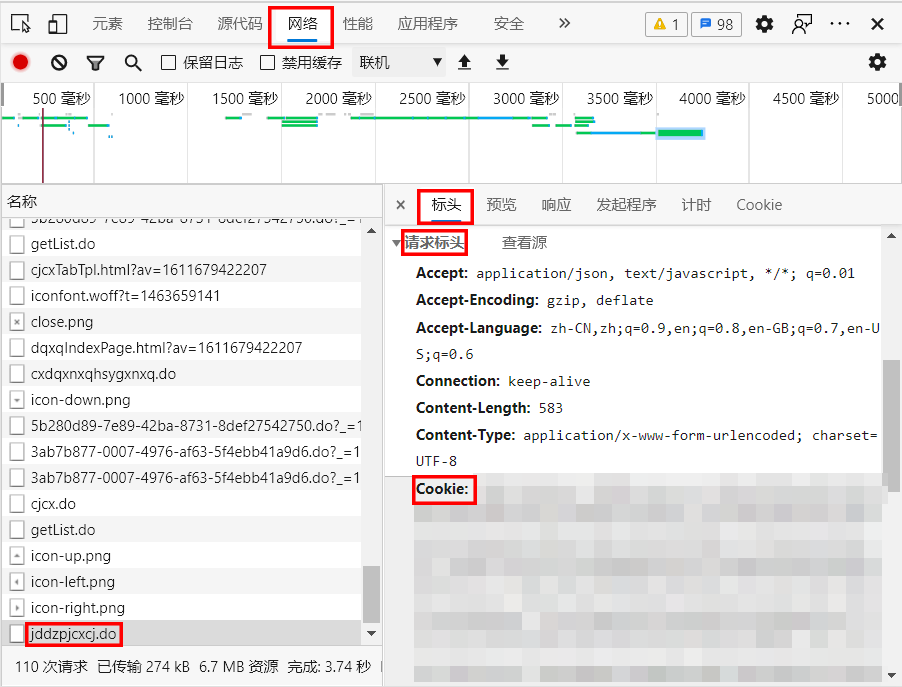 元素 控制台 源代码 网络 性能 应用程序 安全 » 1 98
保留日志 禁用缓存 联机
500 毫秒 1000 毫秒 1500 毫秒 2000 毫秒 2500 毫秒 3000 毫秒 3500 毫秒 4000 毫秒 4500 毫秒 5000
名称
5b280d89-7e89-42ba-8731-8def27542750.do?_=1
getList.do
cjcxTabTpl.html?av=1611679422207
iconfont.woff?t=1463659141
close.png
dqxqIndexPage.html?av=1611679422207
cxdqxnxqhsygxnxq.do
icon-down.png
5b280d89-7e89-42ba-8731-8def27542750.do?_=1
3ab7b877-0007-4976-af63-5f4ebb41a9d6.do?_=1
3ab7b877-0007-4976-af63-5f4ebb41a9d6.do?_=1
cjcx.do
getList.do
icon-up.png
icon-left.png
icon-right.png
jddzpjcxcj.do
110 次请求 已传输 274 kB 6.7 MB 资源 完成: 3.74 秒
标头 预览 响应 发起程序 计时 Cookie
请求标头 查看源
Accept: application/json, text/javascript, */*; q=0.01
Accept-Encoding: gzip, deflate
Accept-Language: zh-CN,zh;q=0.9,en;q=0.8,en-GB;q=0.7,en-U
S;q=0.6
Connection: keep-alive
Content-Length: 583
Content-Type: application/x-www-form-urlencoded; charset=
UTF-8
Cookie: